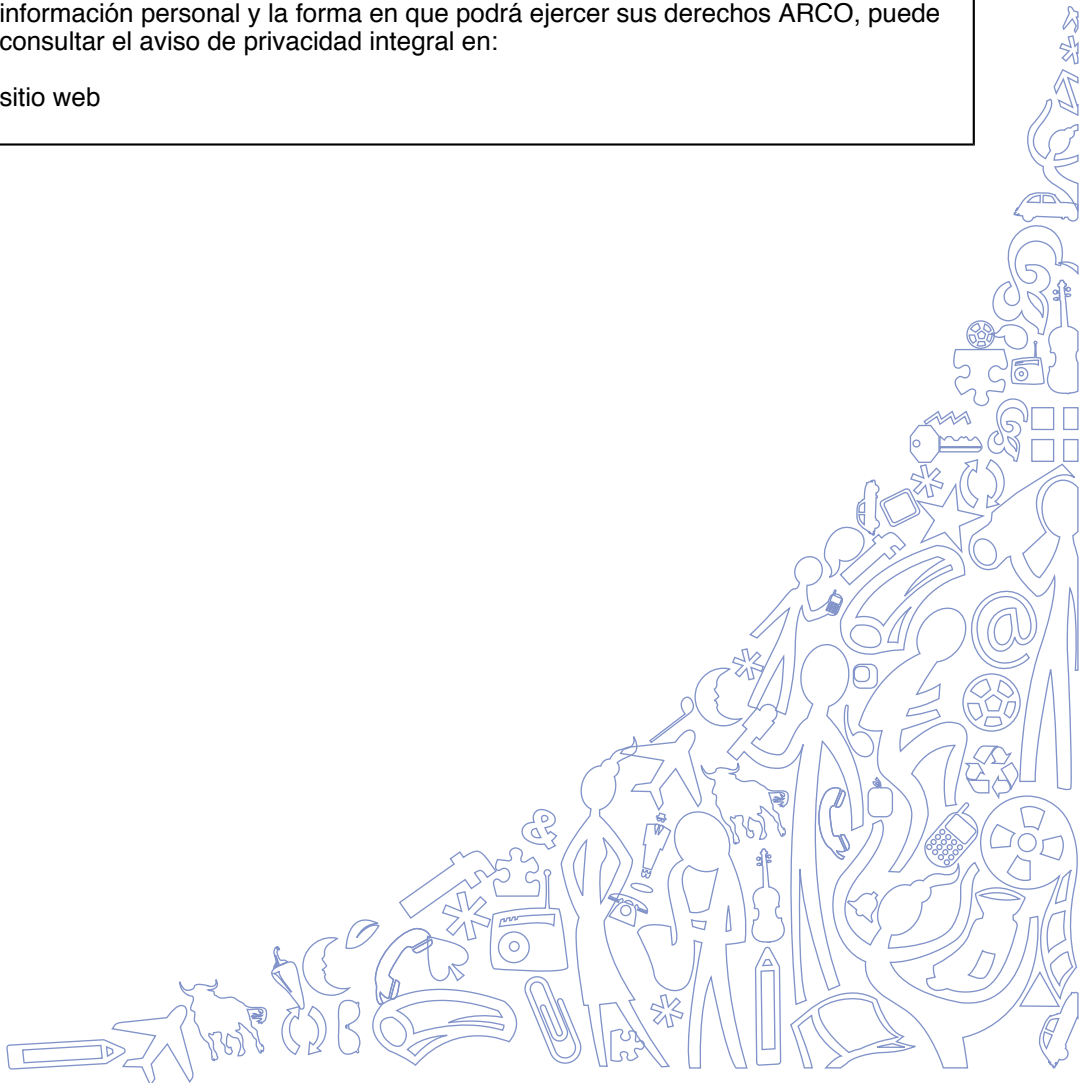 información personal y la forma en que podrá ejercer sus derechos ARCO, puede
consultar el aviso de privacidad integral en:
sitio web